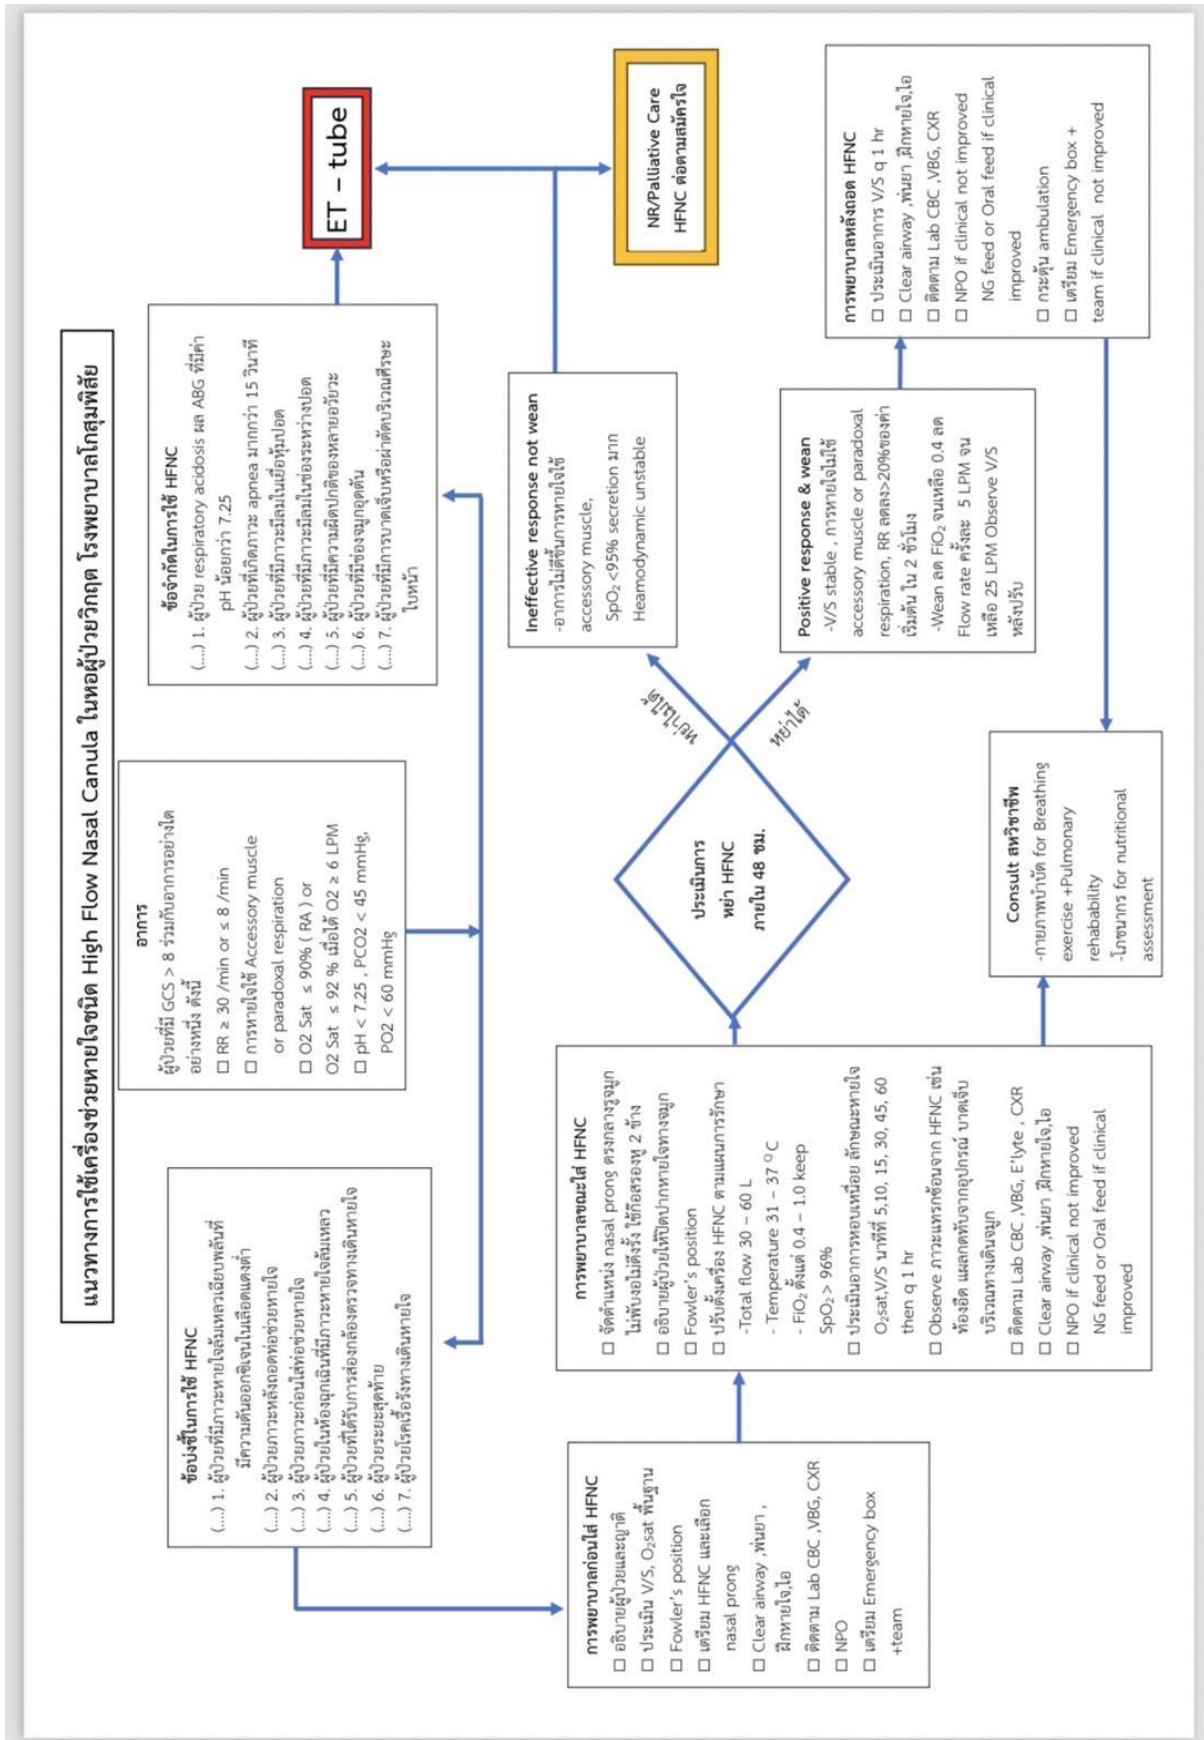 แนวทางการใช้เครื่องช่วยหายใจชนิด High Flow Nasal Canula ในหอผู้ป่วยวิกฤต โรงพยาบาลโกสุมพิสัย
ข้อบ่งชี้ในการใช้ HFNC
(....) 1. ผู้ป่วยที่มีภาวะหายใจล้มเหลวเฉียบพลันที่
มีความดันออกซิเจนในเลือดแดงต่ำ
(....) 2. ผู้ป่วยภาวะหลังถอดท่อช่วยหายใจ
(....) 3. ผู้ป่วยภาวะก่อนใส่ท่อช่วยหายใจ
(....) 4. ผู้ป่วยในห้องฉุกเฉินที่มีภาวะหายใจล้มเหลว
(....) 5. ผู้ป่วยที่ได้รับการส่องกล้องตรวจทางเดินหายใจ
(....) 6. ผู้ป่วยระยะสุดท้าย
(....) 7. ผู้ป่วยโรคเรื้อรังทางเดินหายใจ
อาการ
ผู้ป่วยที่มี GCS > 8 ร่วมกับอาการอย่างใด
อย่างหนึ่ง ดังนี้
☐ RR ≥ 30 /min or ≤ 8 /min
☐ การหายใจใช้ Accessory muscle
or paradoxal respiration
☐ O2 Sat ≤ 90% ( RA ) or
O2 Sat ≤ 92 % เมื่อได้ O2 ≥ 6 LPM
☐ pH < 7.25 , PCO2 < 45 mmHg,
PO2 < 60 mmHg
ข้อจำกัดในการใช้ HFNC
(....) 1. ผู้ป่วย respiratory acidosis ผล ABG ที่มีค่า
pH น้อยกว่า 7.25
(....) 2. ผู้ป่วยที่เกิดภาวะ apnea มากกว่า 15 วินาที
(....) 3. ผู้ป่วยที่มีภาวะมีลมในเยื่อหุ้มปอด
(....) 4. ผู้ป่วยที่มีภาวะมีลมในช่องระหว่างปอด
(....) 5. ผู้ป่วยที่มีความผิดปกติของหลายอวัยวะ
(....) 6. ผู้ป่วยที่มีช่องจมูกอุดตัน
(....) 7. ผู้ป่วยที่มีการบาดเจ็บหรือผ่าตัดบริเวณศีรษะ
ใบหน้า
ET – tube
การพยาบาลก่อนใส่ HFNC
☐ อธิบายผู้ป่วยและญาติ
☐ ประเมิน V/S, O₂sat พื้นฐาน
☐ Fowler's position
☐ เตรียม HFNC และเลือก
nasal prong
☐ Clear airway ,พ่นยา ,
ฝึกหายใจ,ไอ
☐ ติดตาม Lab CBC ,VBG, CXR
☐ NPO
☐ เตรียม Emergency box
+team
การพยาบาลขณะใส่ HFNC
☐ จัดตำแหน่ง nasal prong ตรงกลางรูจมูก
ไม่พับงอไม่ดึงรั้ง ใช้ก๊อสรองหู 2 ข้าง
☐ อธิบายผู้ป่วยให้ปิดปากหายใจทางจมูก
☐ Fowler's position
☐ ปรับตั้งเครื่อง HFNC ตามแผนการรักษา
-Total flow 30 – 60 L
- Temperature 31 – 37 ⁰ C
- FiO₂ ตั้งแต่ 0.4 – 1.0 keep
SpO₂ > 96%
☐ ประเมินอาการหอบเหนื่อย ลักษณะหายใจ
O₂sat,V/S นาทีที่ 5,10, 15, 30, 45, 60
then q 1 hr
☐ Observe ภาวะแทรกซ้อนจาก HFNC เช่น
ท้องอืด แผลกดทับจากอุปกรณ์ บาดเจ็บ
บริเวณทางเดินจมูก
☐ ติดตาม Lab CBC ,VBG, E'lyte , CXR
☐ Clear airway ,พ่นยา ,ฝึกหายใจ,ไอ
☐ NPO if clinical not improved
NG feed or Oral feed if clinical
improved
ประเมินการ
หย่า HFNC
ภายใน 48 ชม.
หย่าไม่ได้
หย่าได้
Ineffective response not wean
-อาการไม่ดีขึ้นการหายใจใช้
accessory muscle,
SpO₂ <95% secretion มาก
Heamodynamic unstable
NR/Palliative Care
HFNC ต่อตามสมัครใจ
Positive response & wean
-V/S stable , การหายใจไม่ใช้
accessory muscle or paradoxal
respiration, RR ลดลง>20%ของค่า
เริ่มต้น ใน 2 ชั่วโมง
-Wean ลด FiO₂ จนเหลือ 0.4 ลด
Flow rate ครั้งละ 5 LPM จน
เหลือ 25 LPM Observe V/S
หลังปรับ
การพยาบาลหลังถอด HFNC
☐ ประเมินอาการ V/S q 1 hr
☐ Clear airway ,พ่นยา ,ฝึกหายใจ,ไอ
☐ ติดตาม Lab CBC ,VBG, CXR
☐ NPO if clinical not improved
NG feed or Oral feed if clinical
improved
☐ กระตุ้น ambulation
☐ เตรียม Emergency box +
team if clinical not improved
Consult สหวิชาชีพ
-กายภาพบำบัด for Breathing
exercise +Pulmonary
rehability
-โภชนากร for nutritional
assessment